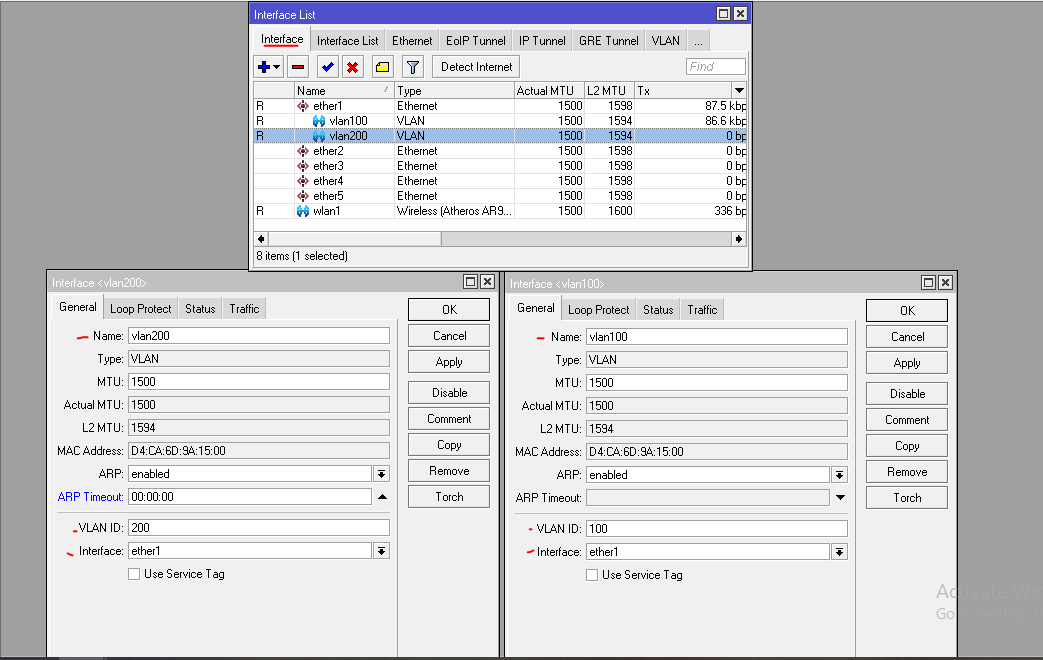 Interface List
Interface Interface List Ethernet EoIP Tunnel IP Tunnel GRE Tunnel VLAN ...
Detect Internet Find
Name / Type Actual MTU L2 MTU Tx
R ether1 Ethernet 1500 1598 87.5 kbp
R vlan100 VLAN 1500 1594 86.6 kbp
R vlan200 VLAN 1500 1594 0 bp
ether2 Ethernet 1500 1598 0 bp
ether3 Ethernet 1500 1598 0 bp
ether4 Ethernet 1500 1598 0 bp
ether5 Ethernet 1500 1598 0 bp
R wlan1 Wireless (Atheros AR9... 1500 1600 336 bp
8 items (1 selected)
Interface <vlan200>
General Loop Protect Status Traffic
Name: vlan200
Type: VLAN
MTU: 1500
Actual MTU: 1500
L2 MTU: 1594
MAC Address: D4:CA:6D:9A:15:00
ARP: enabled
ARP Timeout: 00:00:00
VLAN ID: 200
Interface: ether1
Use Service Tag
OK
Cancel
Apply
Disable
Comment
Copy
Remove
Torch
Interface <vlan100>
General Loop Protect Status Traffic
Name: vlan100
Type: VLAN
MTU: 1500
Actual MTU: 1500
L2 MTU: 1594
MAC Address: D4:CA:6D:9A:15:00
ARP: enabled
ARP Timeout:
VLAN ID: 100
Interface: ether1
Use Service Tag
OK
Cancel
Apply
Disable
Comment
Copy
Remove
Torch
Activate Wi
Go Settings